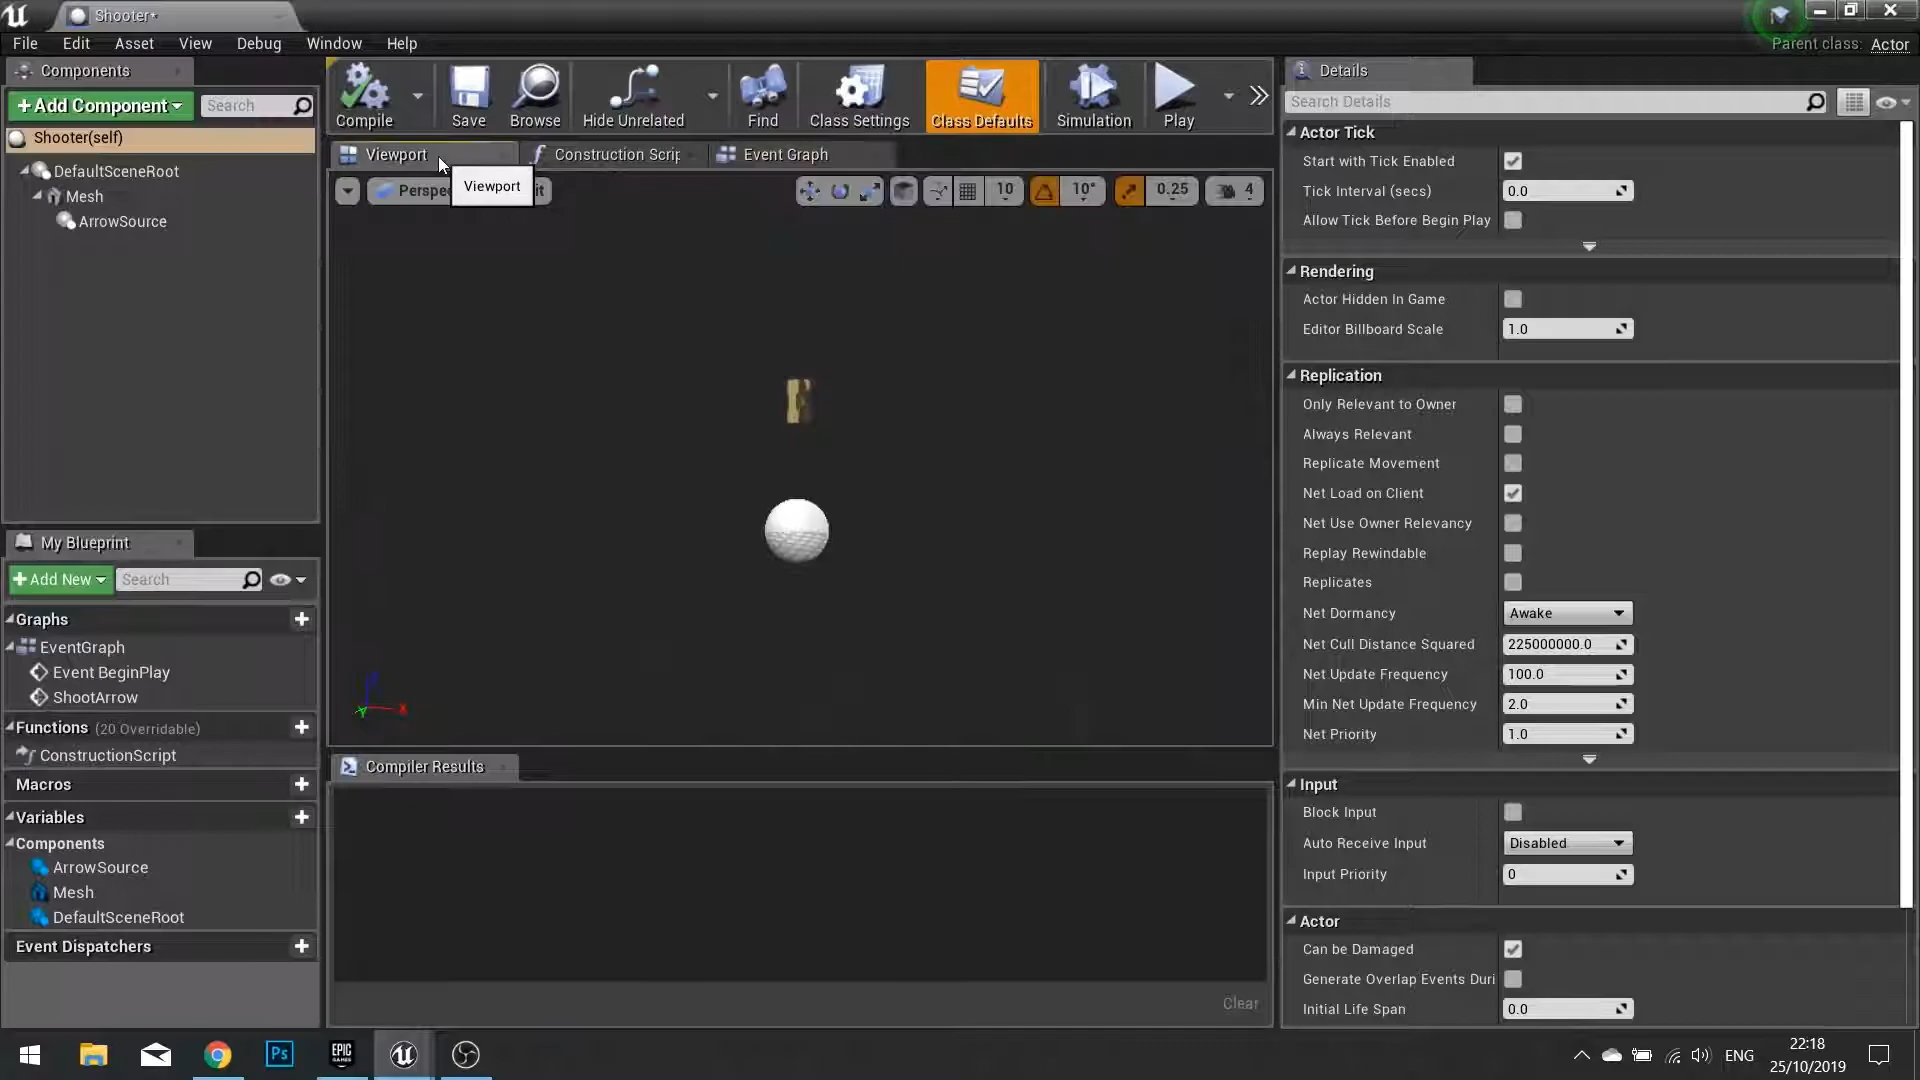 Shooter*
File Edit Asset View Debug Window Help
Parent class: Actor
Components
+Add Component
Search
Shooter(self)
DefaultSceneRoot
Mesh
ArrowSource
My Blueprint
+Add New
Search
Graphs
EventGraph
Event BeginPlay
ShootArrow
Functions (20 Overridable)
ConstructionScript
Macros
Variables
Components
ArrowSource
Mesh
DefaultSceneRoot
Event Dispatchers
Compile Save Browse Hide Unrelated Find Class Settings Class Defaults Simulation Play
Viewport Construction Scrip Event Graph
Perspe
Viewport
it
10 10° 0.25 4
Z
Y X
Compiler Results
Clear
Details
Search Details
Actor Tick
Start with Tick Enabled
Tick Interval (secs) 0.0
Allow Tick Before Begin Play
Rendering
Actor Hidden In Game
Editor Billboard Scale 1.0
Replication
Only Relevant to Owner
Always Relevant
Replicate Movement
Net Load on Client
Net Use Owner Relevancy
Replay Rewindable
Replicates
Net Dormancy Awake
Net Cull Distance Squared 225000000.0
Net Update Frequency 100.0
Min Net Update Frequency 2.0
Net Priority 1.0
Input
Block Input
Auto Receive Input Disabled
Input Priority 0
Actor
Can be Damaged
Generate Overlap Events Duri
Initial Life Span 0.0
Ps
EPIC
GAMES
ENG
22:18
25/10/2019